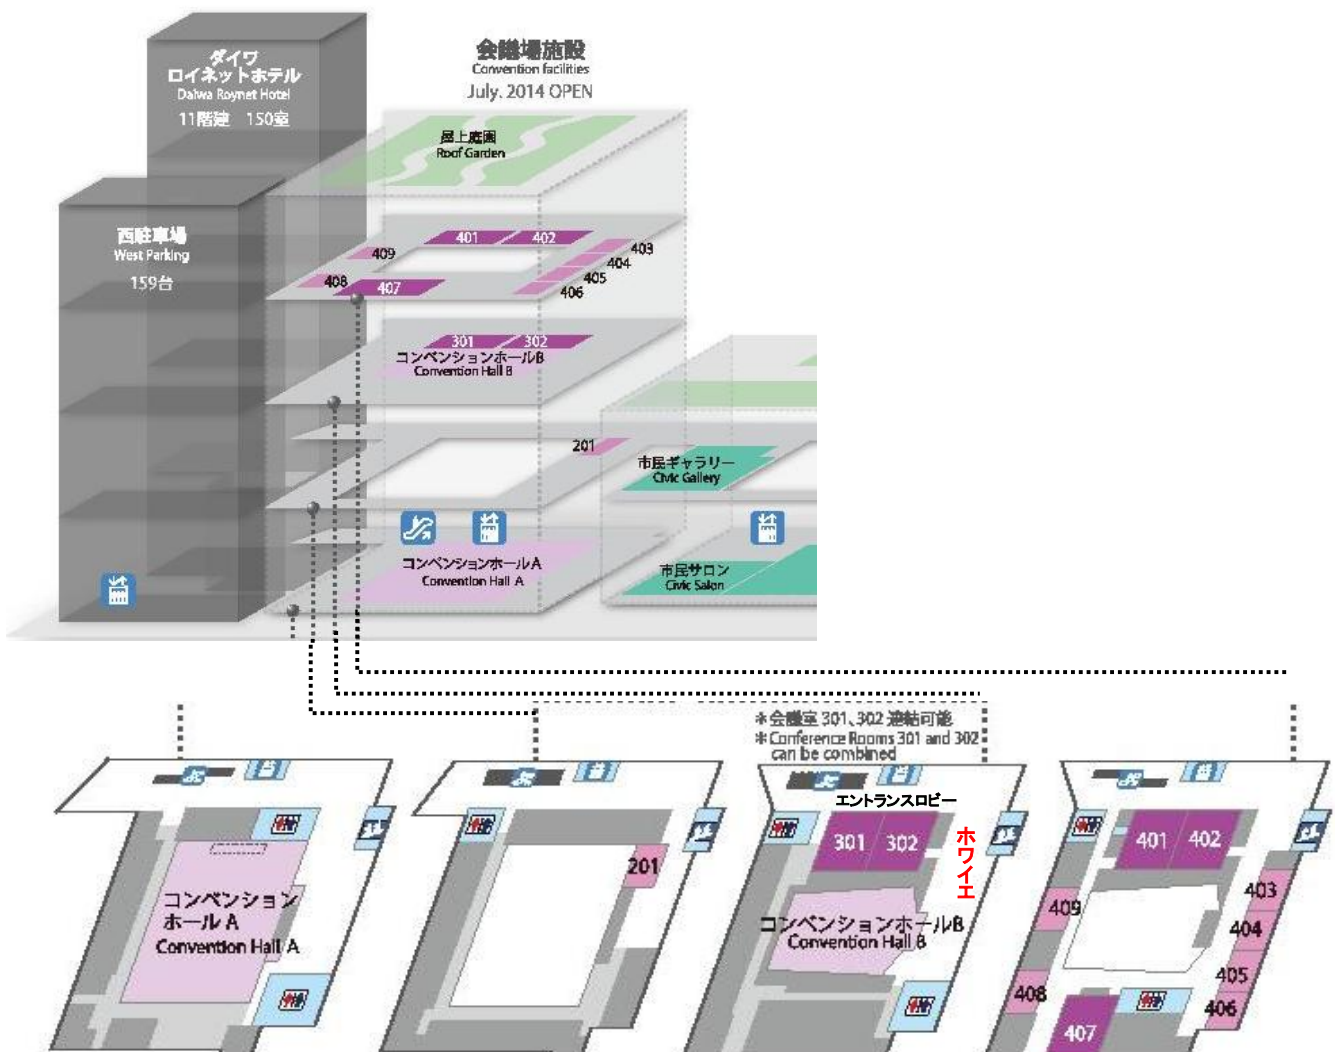 ダイワ
ロイネットホテル
Daiwa Roynet Hotel
11階建 150室
会議場施設
Convention facilities
July. 2014 OPEN
屋上庭園
Roof Garden
西駐車場
West Parking
159台
401
402
403
404
405
406
407
408
409
301
302
コンベンションホールB
Convention Hall B
201
市民ギャラリー
Civic Gallery
コンベンションホールA
Convention Hall A
市民サロン
Civic Salon
＊会議室 301、302 連結可能
＊Conference Rooms 301 and 302
can be combined
コンベンション
ホール A
Convention Hall A
201
エントランスロビー
301
302
ホワイエ
コンベンションホールB
Convention Hall B
401
402
403
404
405
406
407
408
409